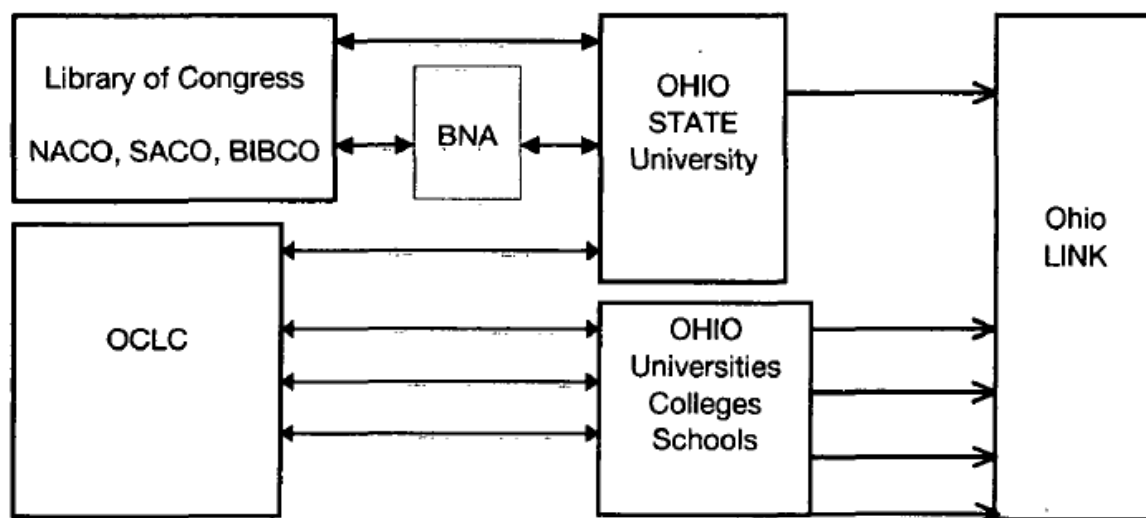 Library of Congress
NACO, SACO, BIBCO
BNA
OHIO
STATE
University
Ohio
LINK
OCLC
OHIO
Universities
Colleges
Schools